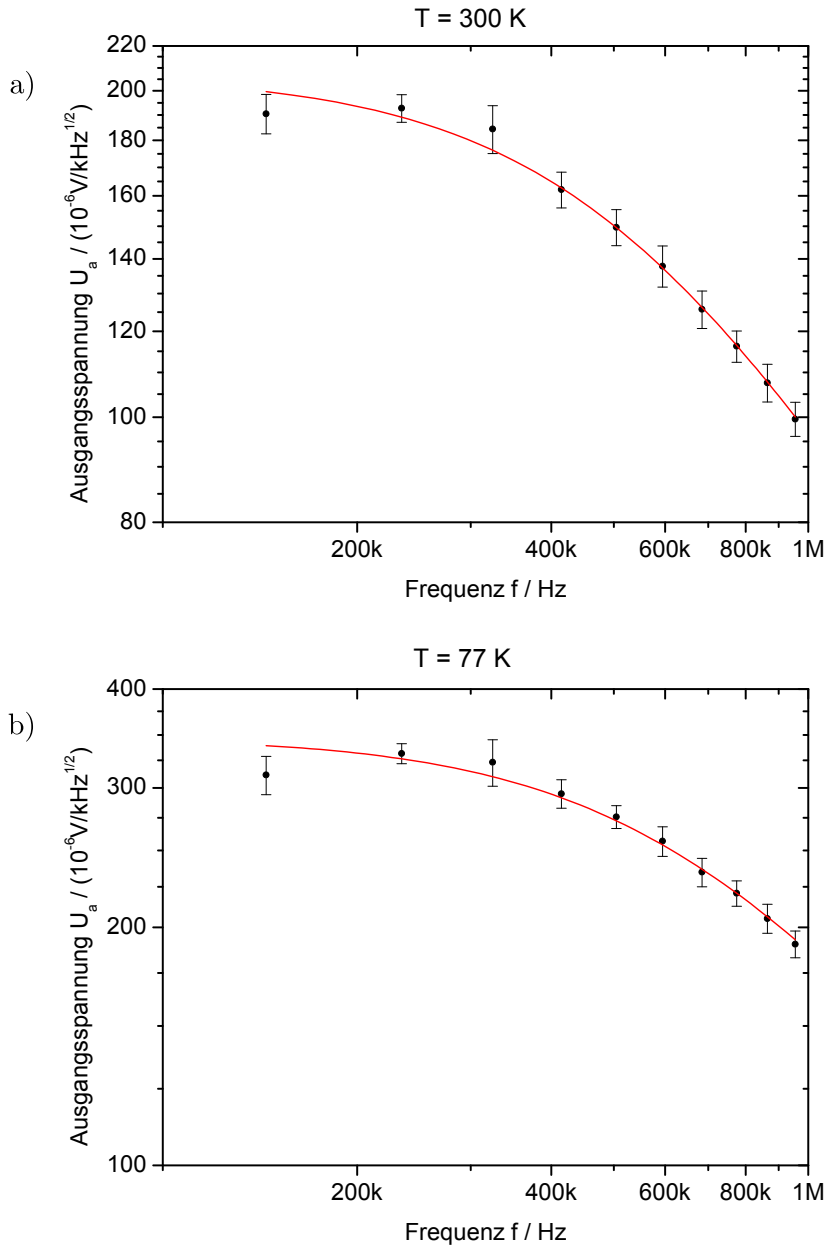 T = 300 K
a)
220
200
180
160
140
120
100
80
Ausgangsspannung U_a / (10⁻⁶V/kHz^1/2)
200k 400k 600k 800k 1M
Frequenz f / Hz
T = 77 K
b)
400
300
200
100
Ausgangsspannung U_a / (10⁻⁶V/kHz^1/2)
200k 400k 600k 800k 1M
Frequenz f / Hz